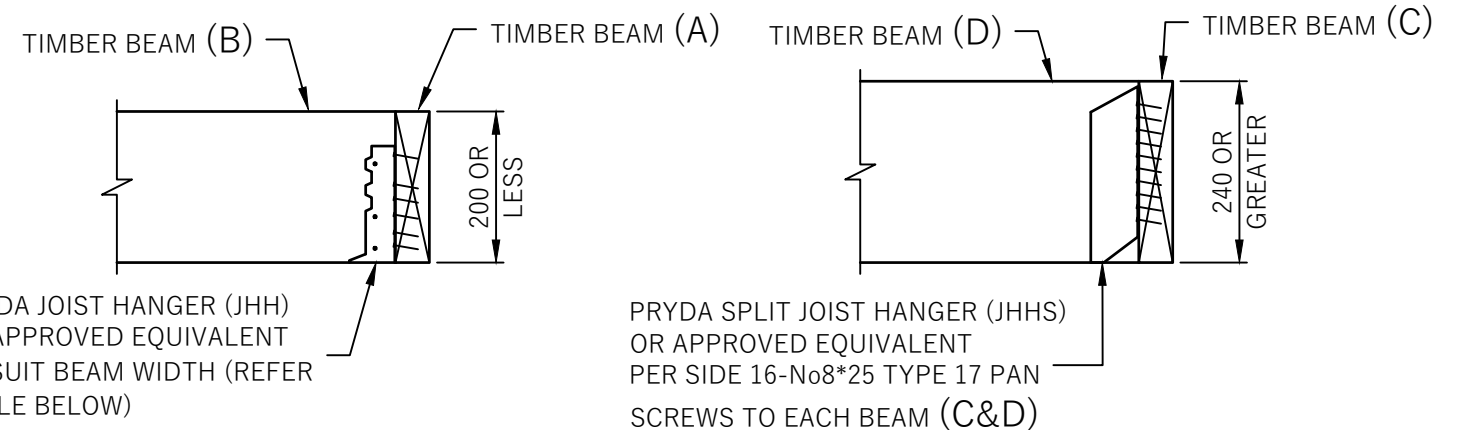 TIMBER BEAM (B)
TIMBER BEAM (A)
200 OR
LESS
DA JOIST HANGER (JHH)
APPROVED EQUIVALENT
SUIT BEAM WIDTH (REFER
LE BELOW)
TIMBER BEAM (D)
TIMBER BEAM (C)
240 OR
GREATER
PRYDA SPLIT JOIST HANGER (JHHS)
OR APPROVED EQUIVALENT
PER SIDE 16-No8*25 TYPE 17 PAN
SCREWS TO EACH BEAM (C&D)